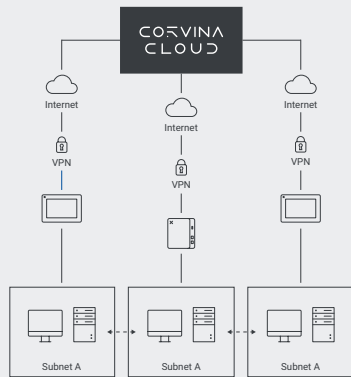 CORVINA
CLOUD
Internet
Internet
Internet
VPN
VPN
VPN
Subnet A
Subnet A
Subnet A